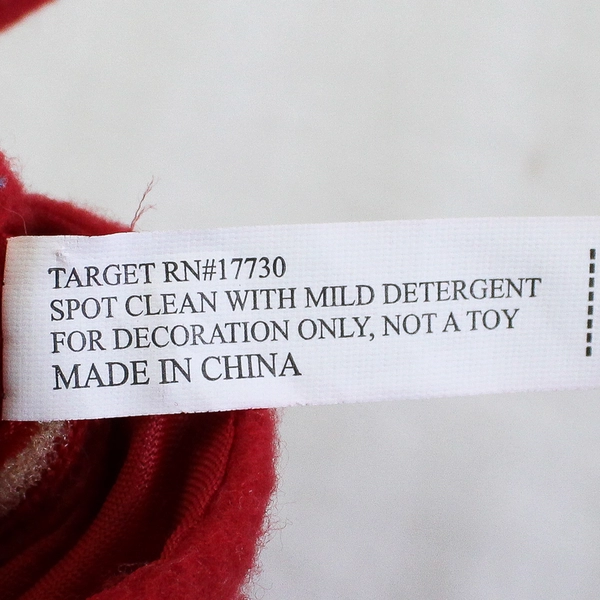 TARGET RN#17730
SPOT CLEAN WITH MILD DETERGENT
FOR DECORATION ONLY, NOT A TOY
MADE IN CHINA